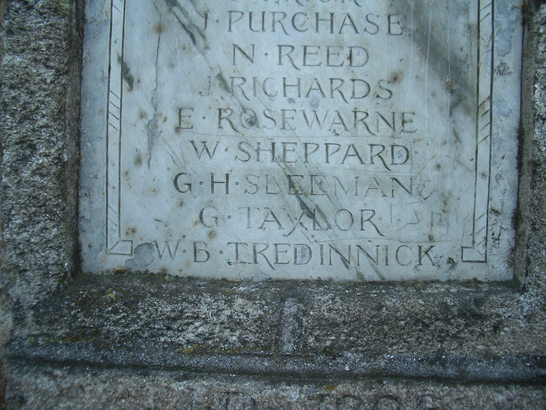 J PURCHASE
N · REED
J RICHARDS
E · ROSEWARNE
W · SHEPPARD
G · H · SLEEMAN
G · TAYLOR
W · B · TREDINNICK